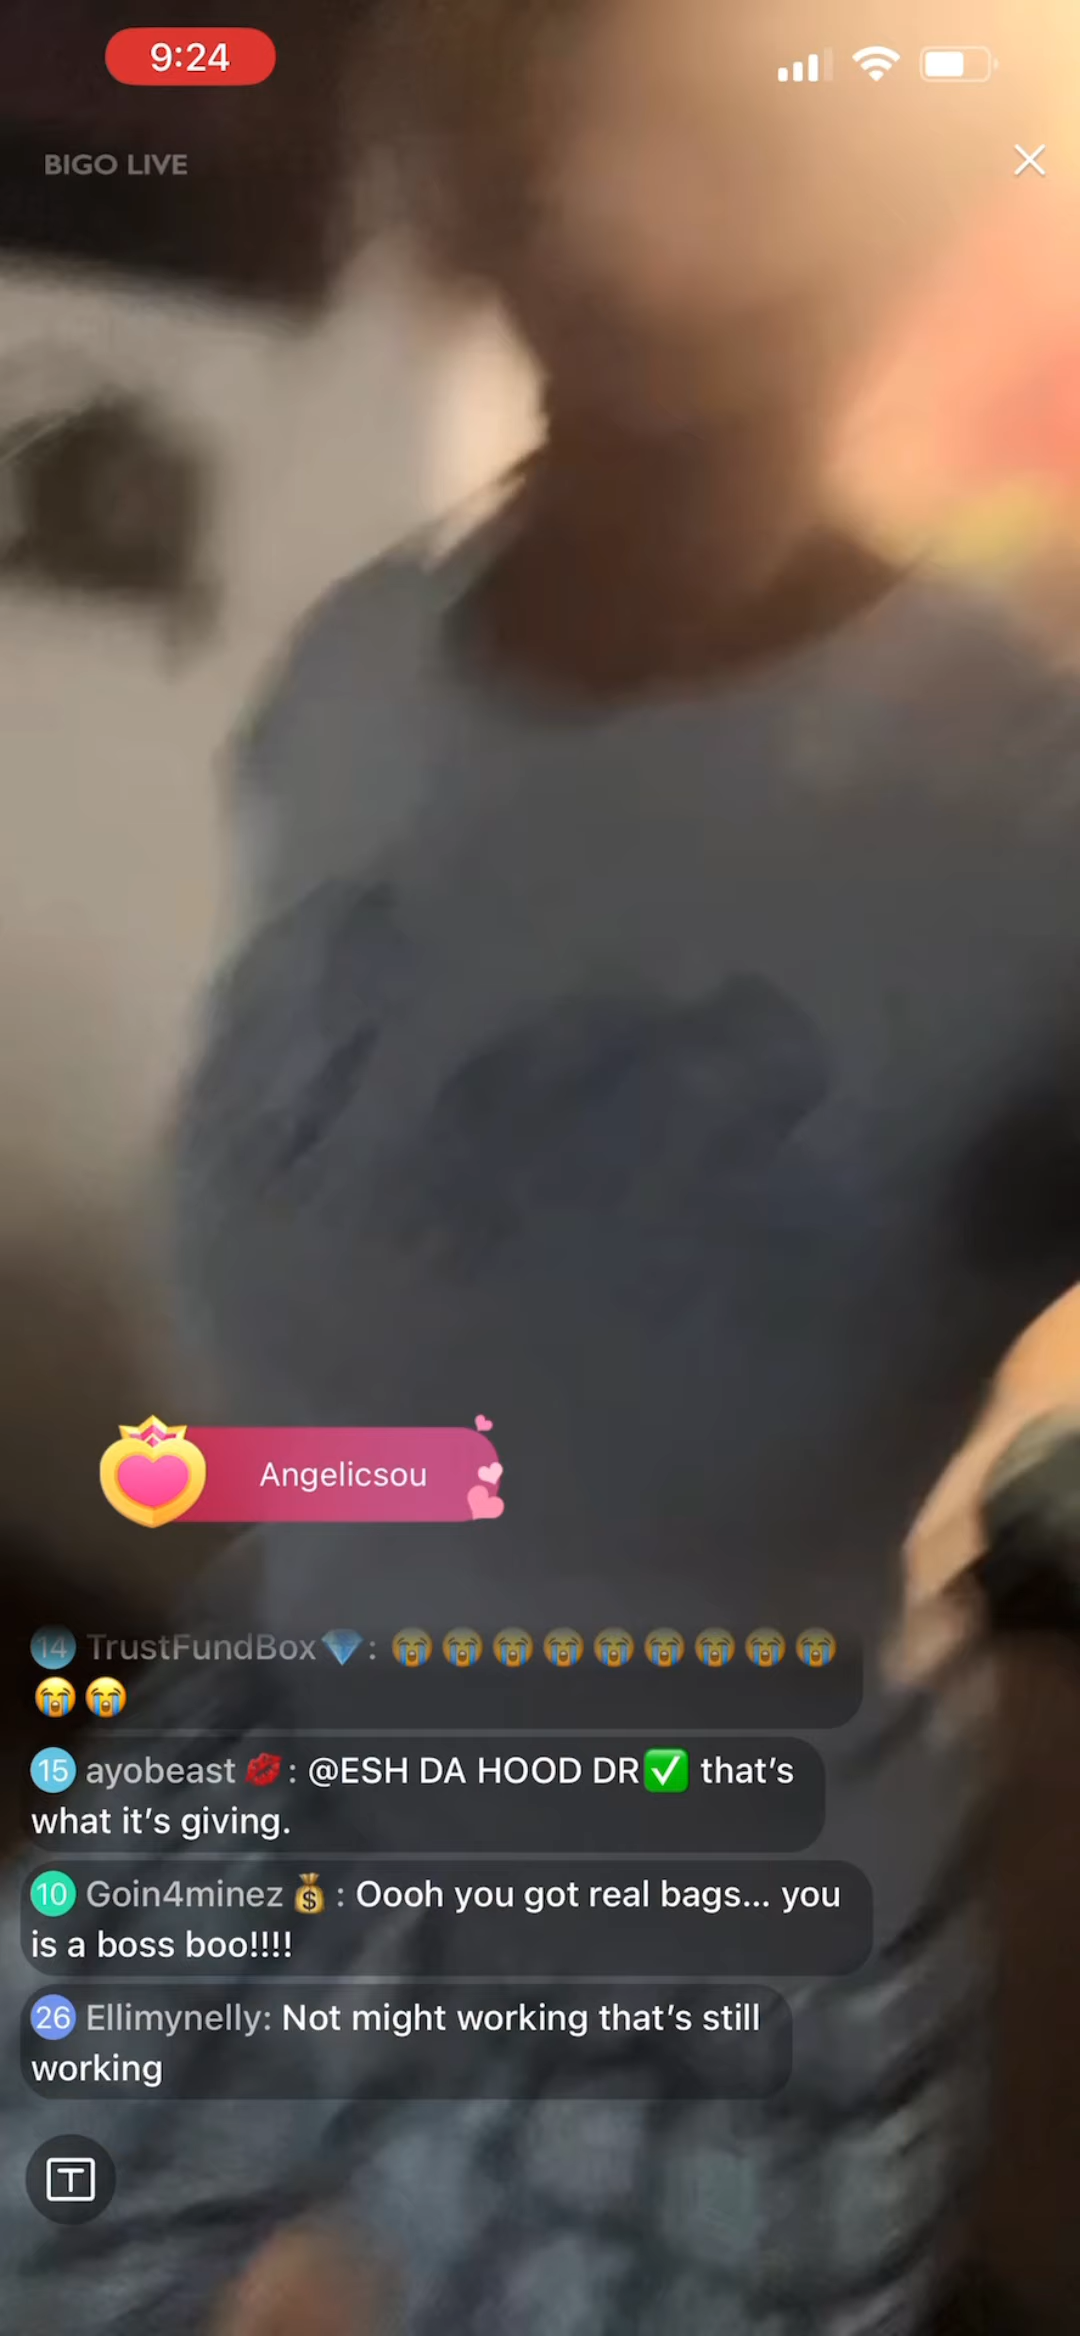 9:24
BIGO LIVE
Angelicsou
14 TrustFundBox💎: 😭😭😭😭😭😭😭😭😭
😭😭
15 ayobeast💋: @ESH DA HOOD DR✅ that's
what it's giving.
10 Goin4minez💰: Oooh you got real bags... you
is a boss boo!!!!
26 Ellimynelly: Not might working that's still
working
T